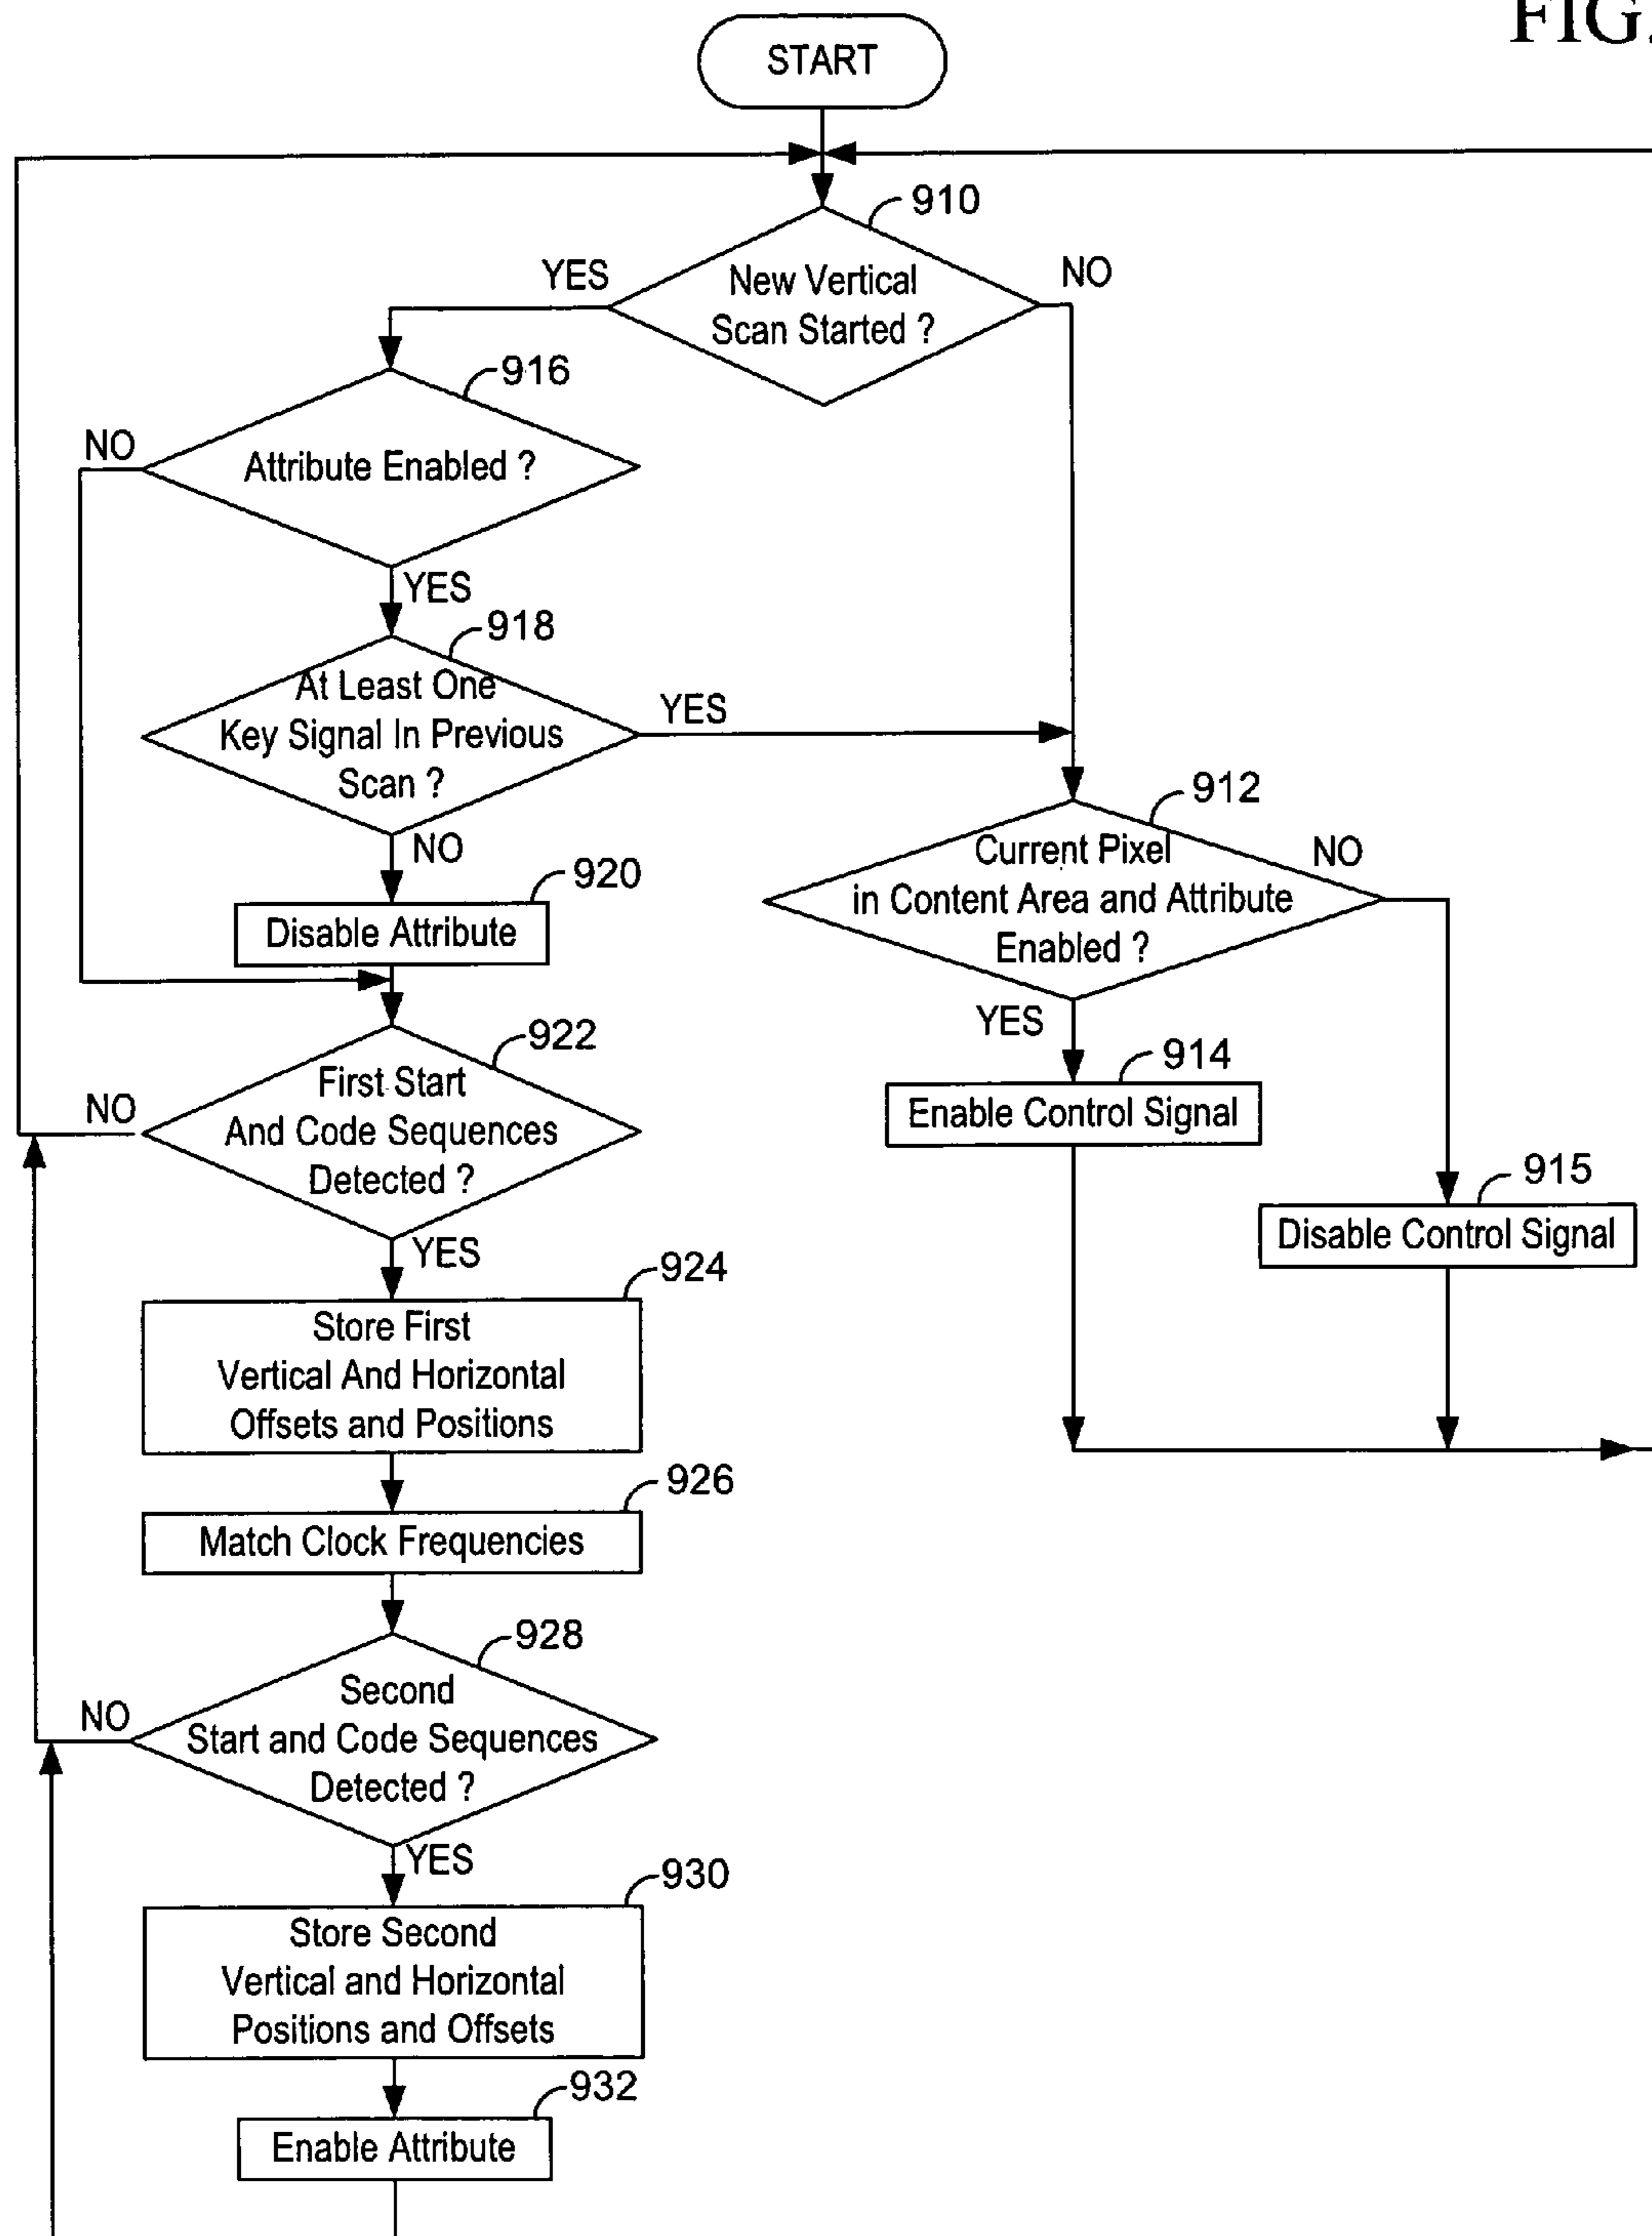 FIG.
START
910
New Vertical
Scan Started ?
YES
NO
916
Attribute Enabled ?
NO
YES
918
At Least One
Key Signal In Previous
Scan ?
YES
NO
920
Disable Attribute
912
Current Pixel
in Content Area and Attribute
Enabled ?
NO
YES
914
Enable Control Signal
915
Disable Control Signal
922
First Start
And Code Sequences
Detected ?
NO
YES
924
Store First
Vertical And Horizontal
Offsets and Positions
926
Match Clock Frequencies
928
Second
Start and Code Sequences
Detected ?
NO
YES
930
Store Second
Vertical and Horizontal
Positions and Offsets
932
Enable Attribute